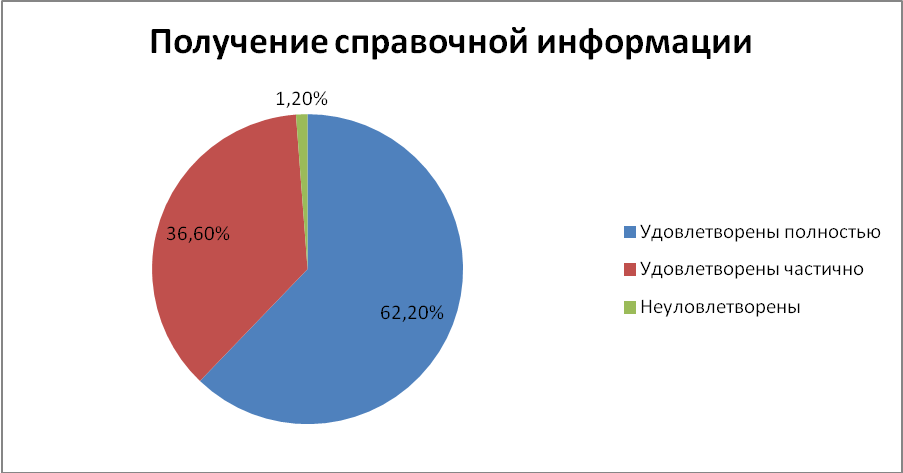 Получение справочной информации
1,20%
36,60%
62,20%
Удовлетворены полностью
Удовлетворены частично
Неуловлетворены